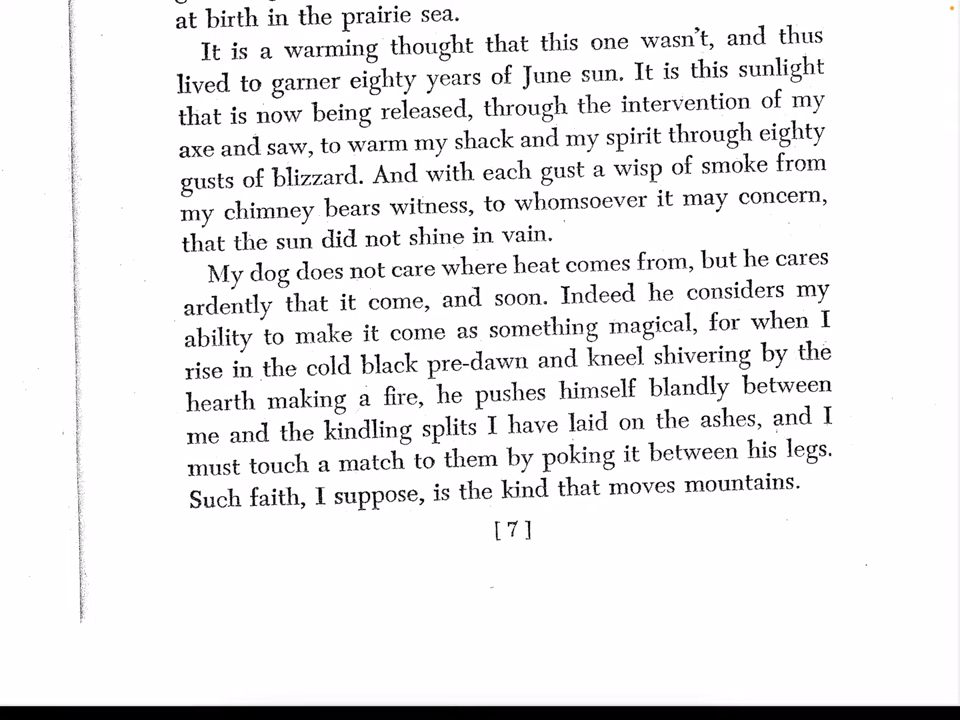 at birth in the prairie sea.
It is a warming thought that this one wasn't, and thus
lived to garner eighty years of June sun. It is this sunlight
that is now being released, through the intervention of my
axe and saw, to warm my shack and my spirit through eighty
gusts of blizzard. And with each gust a wisp of smoke from
my chimney bears witness, to whomsoever it may concern,
that the sun did not shine in vain.
My dog does not care where heat comes from, but he cares
ardently that it come, and soon. Indeed he considers my
ability to make it come as something magical, for when I
rise in the cold black pre-dawn and kneel shivering by the
hearth making a fire, he pushes himself blandly between
me and the kindling splits I have laid on the ashes, and I
must touch a match to them by poking it between his legs.
Such faith, I suppose, is the kind that moves mountains.
[7]